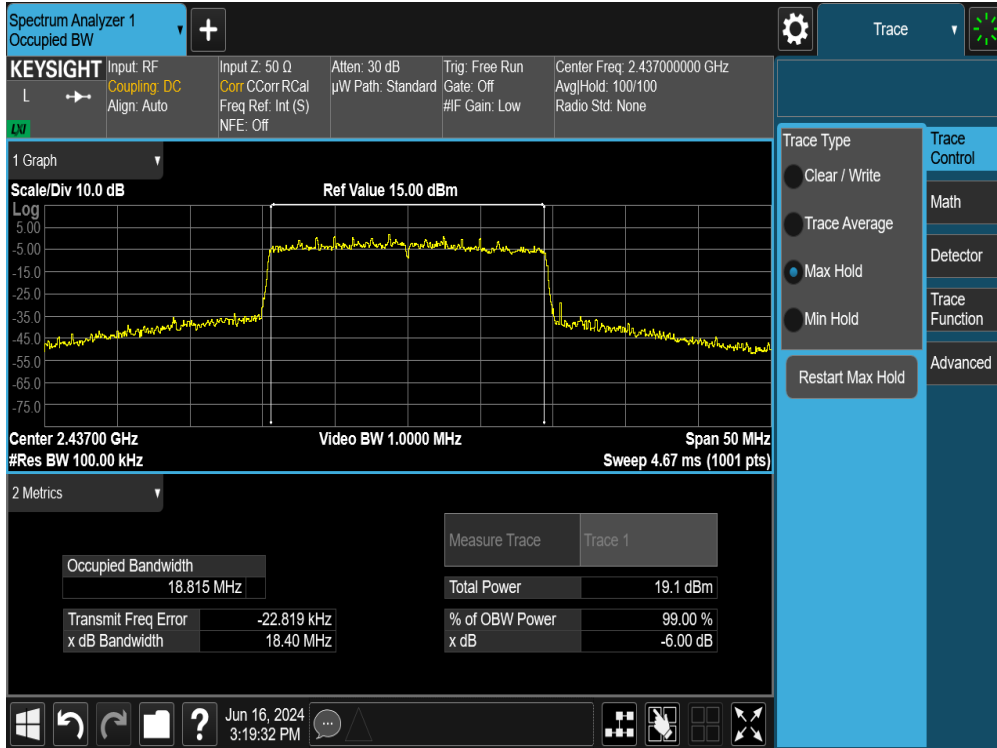 Spectrum Analyzer 1
Occupied BW
+
Trace
KEYSIGHT
L
LXI
Input: RF
Coupling: DC
Align: Auto
Input Z: 50 Ω
Corr CCorr RCal
Freq Ref: Int (S)
NFE: Off
Atten: 30 dB
µW Path: Standard
Trig: Free Run
Gate: Off
#IF Gain: Low
Center Freq: 2.437000000 GHz
Avg|Hold: 100/100
Radio Std: None
1 Graph
Scale/Div 10.0 dB
Ref Value 15.00 dBm
Log
5.00
-5.00
-15.0
-25.0
-35.0
-45.0
-55.0
-65.0
-75.0
Center 2.43700 GHz
Video BW 1.0000 MHz
Span 50 MHz
#Res BW 100.00 kHz
Sweep 4.67 ms (1001 pts)
2 Metrics
Measure Trace
Trace 1
Occupied Bandwidth
18.815 MHz
Total Power
19.1 dBm
Transmit Freq Error
-22.819 kHz
% of OBW Power
99.00 %
x dB Bandwidth
18.40 MHz
x dB
-6.00 dB
Trace Type
Clear / Write
Trace Average
Max Hold
Min Hold
Restart Max Hold
Trace
Control
Math
Detector
Trace
Function
Advanced
?
Jun 16, 2024
3:19:32 PM